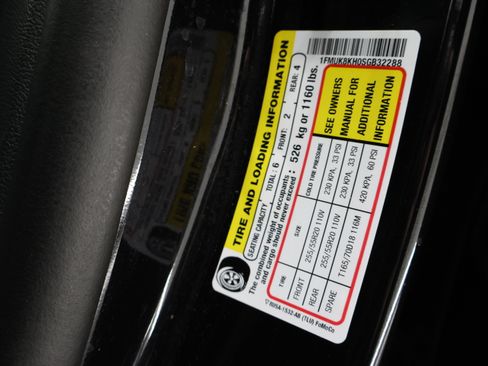 1FMUK8KH0SGB32288
TIRE AND LOADING INFORMATION
SEATING CAPACITY TOTAL: 6 FRONT: 2 REAR: 4
The combined weight of occupants
and cargo should never exceed: 526 kg or 1160 lbs.
TIRE SIZE COLD TIRE PRESSURE
FRONT 255/55R20 110V 230 KPA, 33 PSI
REAR 255/55R20 110V 230 KPA, 33 PSI
SPARE T165/70D18 116M 420 KPA, 60 PSI
SEE OWNERS
MANUAL FOR
ADDITIONAL
INFORMATION
(TLU) FoMoCo